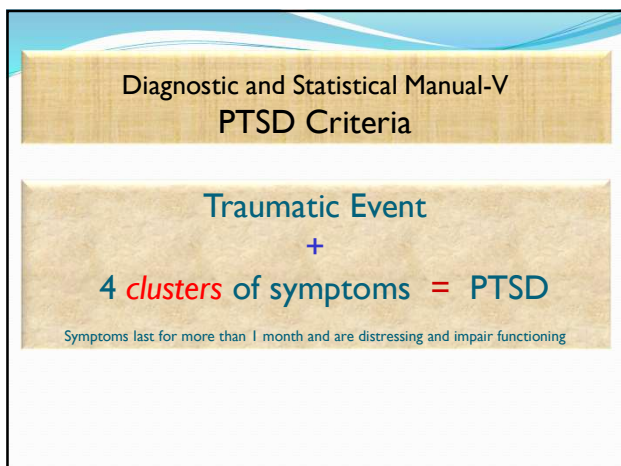 Diagnostic and Statistical Manual-V
PTSD Criteria
Traumatic Event
+
4 clusters of symptoms = PTSD
Symptoms last for more than 1 month and are distressing and impair functioning